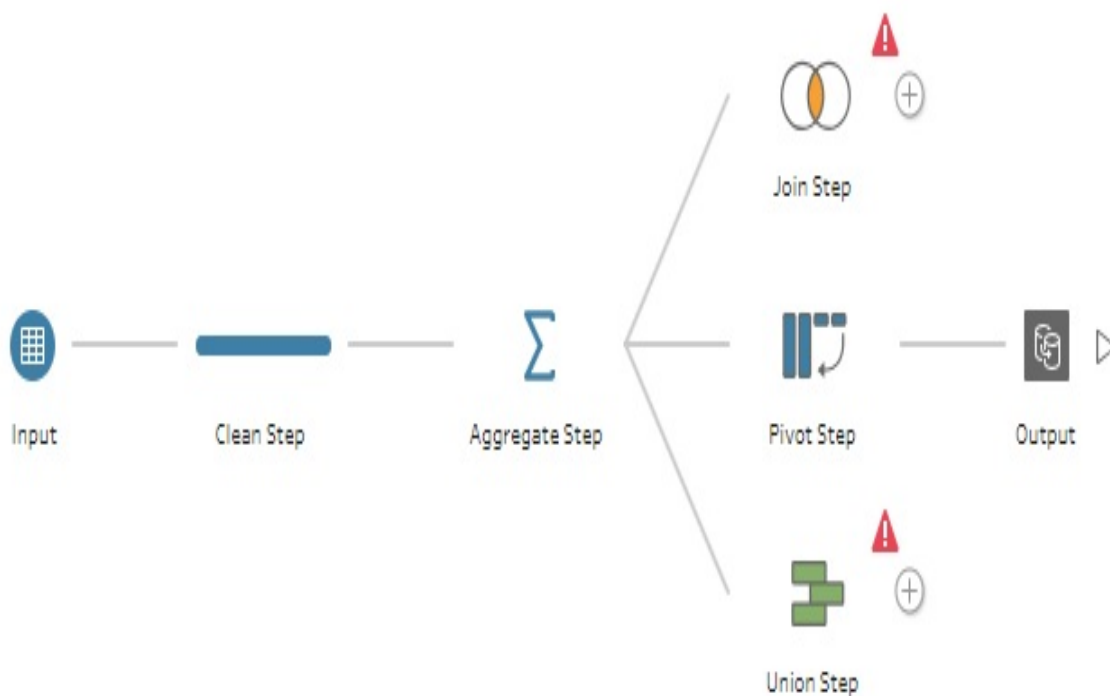 Join Step
Input
Clean Step
Aggregate Step
Pivot Step
Output
Union Step